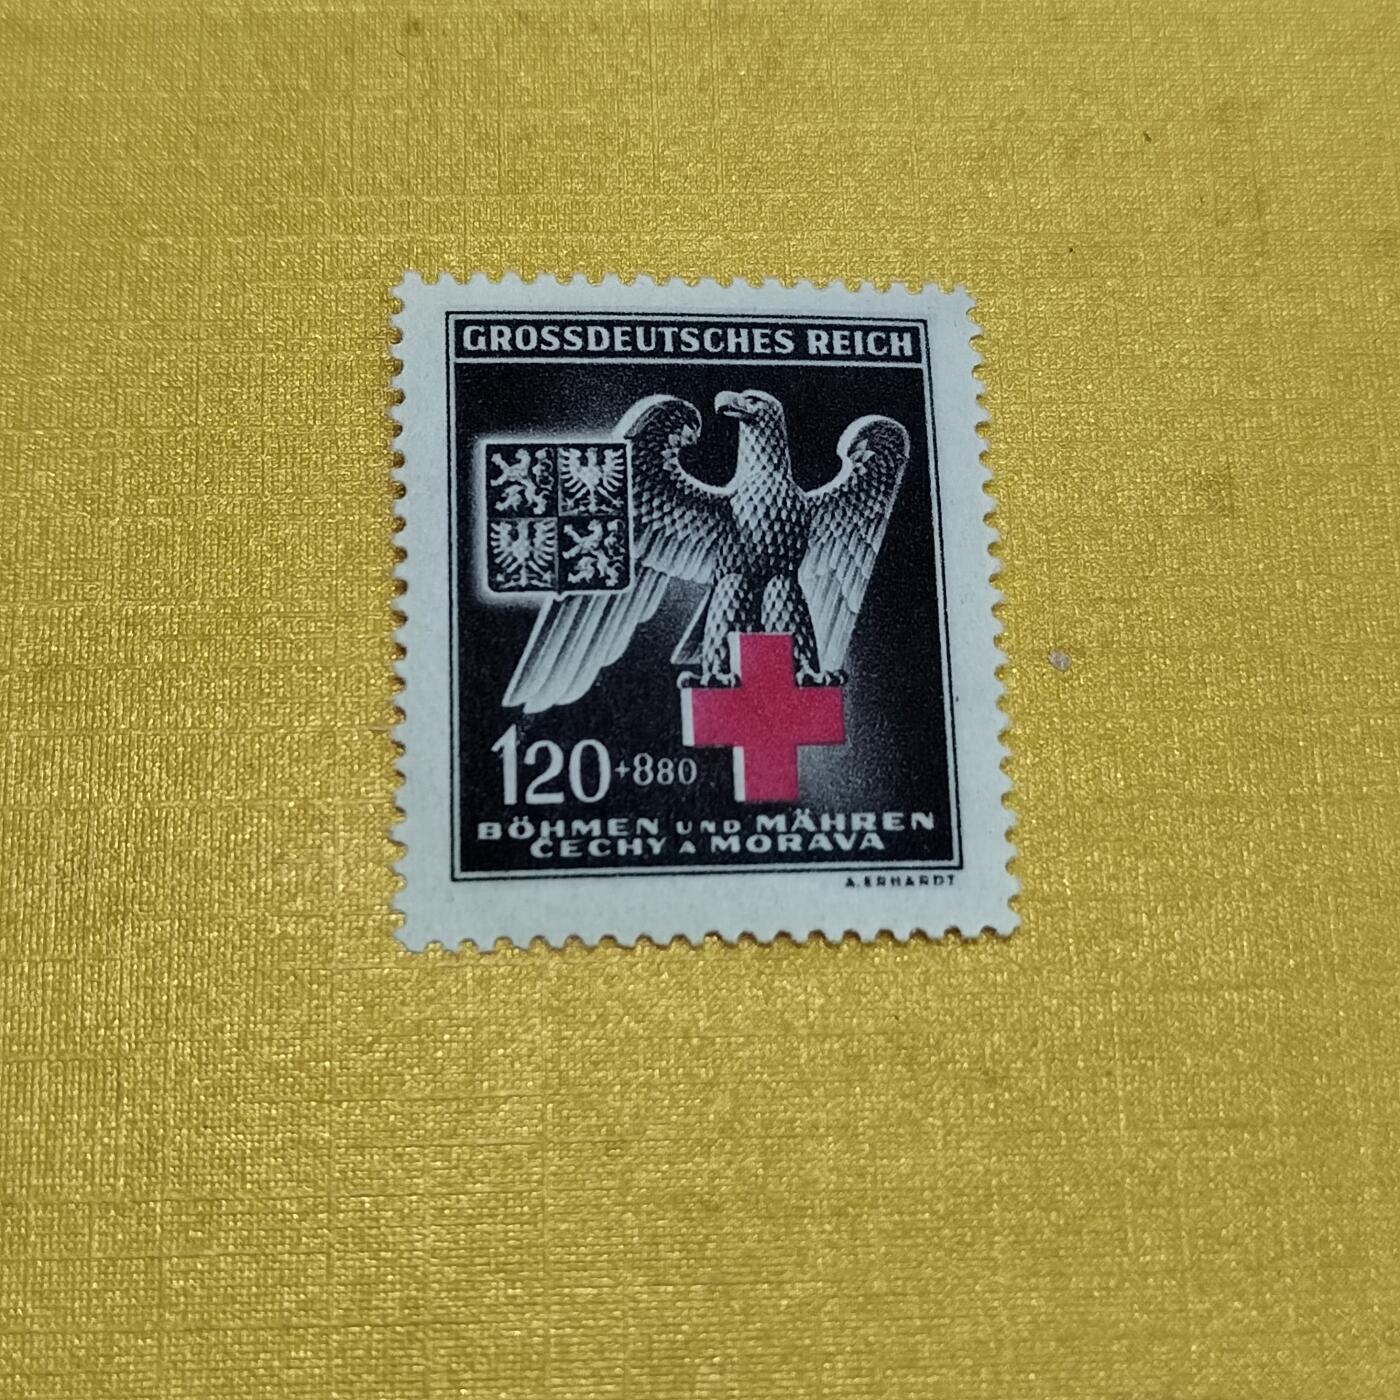 GROSSDEUTSCHES REICH
120+880
BÖHMEN UND MÄHREN
ČECHY A MORAVA
A. ERHARDT